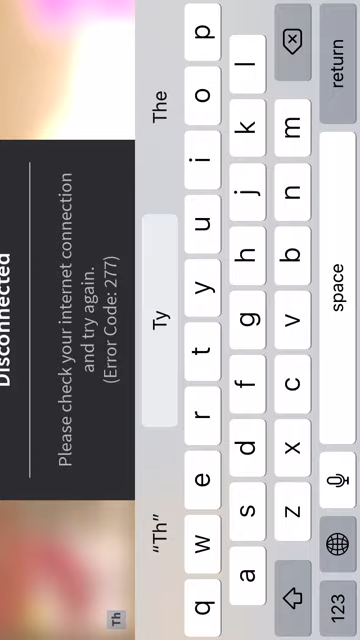 Disconnected
Please check your internet connection
and try again.
(Error Code: 277)
Th
"Th" Ty The
q w e r t y u i o p
a s d f g h j k l
z x c v b n m
123 space return